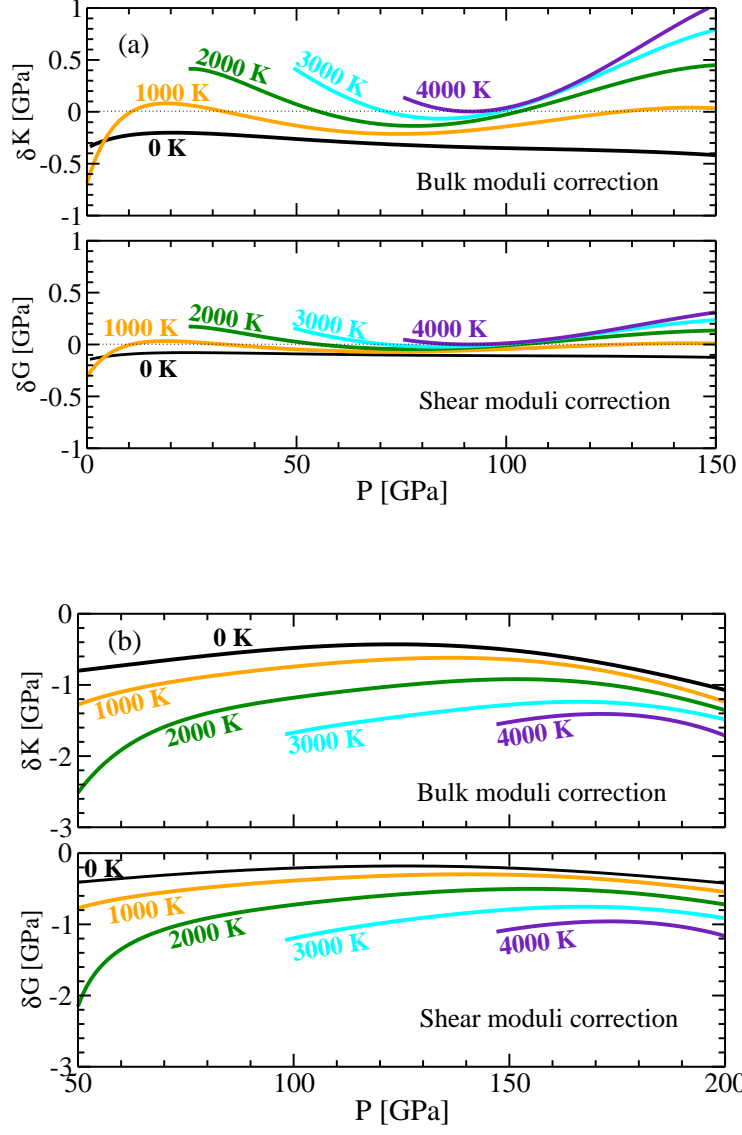 1
(a)
2000 K
3000 K
0.5
1000 K
4000 K
0
δK [GPa]
0 K
-0.5
Bulk moduli correction
-1
1
0.5
1000 K
2000 K
3000 K
4000 K
0
δG [GPa]
0 K
-0.5
Shear moduli correction
-1
0 50 100 150
P [GPa]
0
(b)
0 K
-1
1000 K
δK [GPa]
2000 K
3000 K
4000 K
-2
Bulk moduli correction
-3
0
0 K
1000 K
-1
2000 K
3000 K
4000 K
δG [GPa]
-2
Shear moduli correction
-3
50 100 150 200
P [GPa]